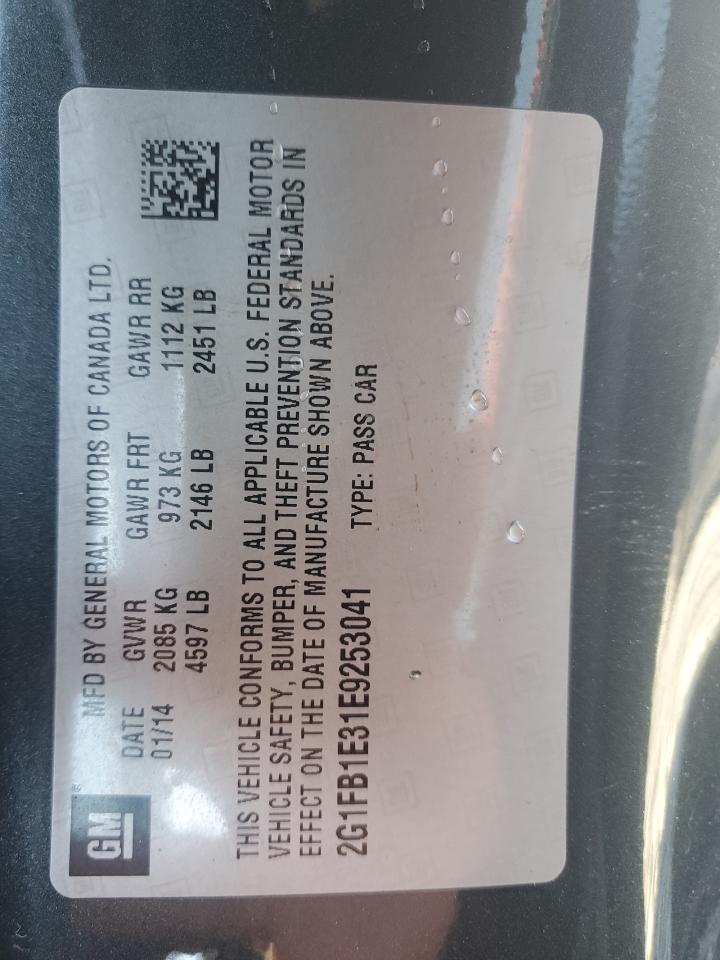 GM
MFD BY GENERAL MOTORS OF CANADA LTD.
DATE GVWR GAWR FRT GAWR RR
01/14 2085 KG 973 KG 1112 KG
4597 LB 2146 LB 2451 LB
THIS VEHICLE CONFORMS TO ALL APPLICABLE U.S. FEDERAL MOTOR
VEHICLE SAFETY, BUMPER, AND THEFT PREVENTION STANDARDS IN
EFFECT ON THE DATE OF MANUFACTURE SHOWN ABOVE.
2G1FB1E31E9253041 TYPE: PASS CAR